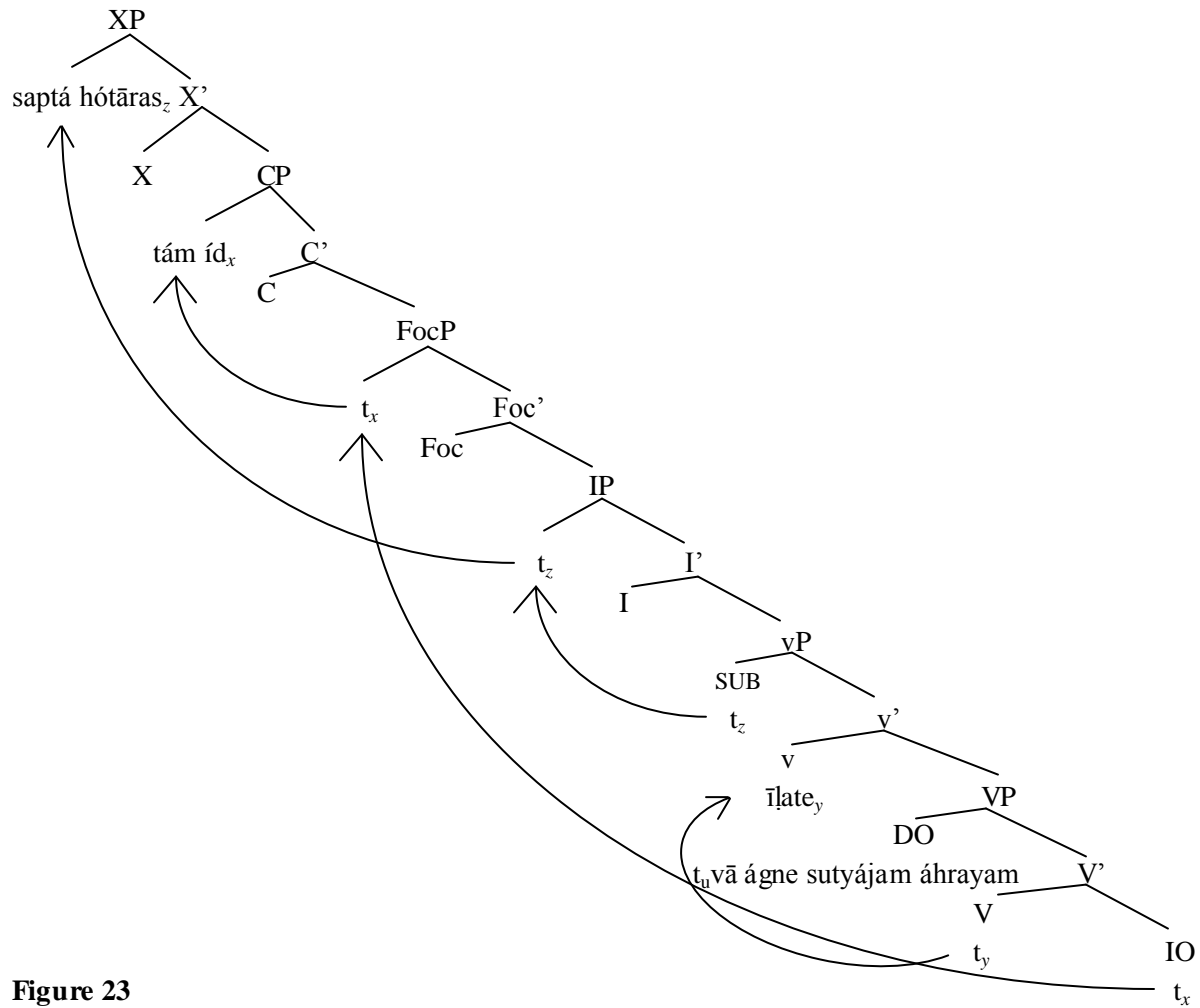 XP
saptá hótāras_z X’
X CP
tám íd_x C’
C
FocP
t_x Foc’
Foc
IP
t_z I’
I
vP
SUB
t_z v’
v
īḷate_y VP
DO
t_uvā ágne sutyájam áhrayam V’
V
t_y IO
Figure 23 t_x